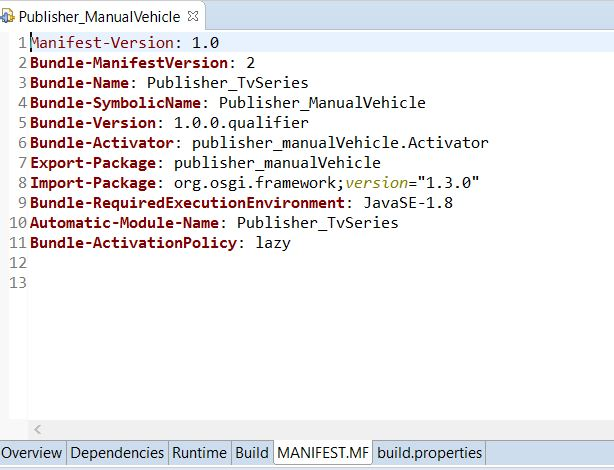 Publisher_ManualVehicle
1 Manifest-Version: 1.0
2 Bundle-ManifestVersion: 2
3 Bundle-Name: Publisher_TvSeries
4 Bundle-SymbolicName: Publisher_ManualVehicle
5 Bundle-Version: 1.0.0.qualifier
6 Bundle-Activator: publisher_manualVehicle.Activator
7 Export-Package: publisher_manualVehicle
8 Import-Package: org.osgi.framework;version="1.3.0"
9 Bundle-RequiredExecutionEnvironment: JavaSE-1.8
10 Automatic-Module-Name: Publisher_TvSeries
11 Bundle-ActivationPolicy: lazy
12
13
Overview Dependencies Runtime Build MANIFEST.MF build.properties